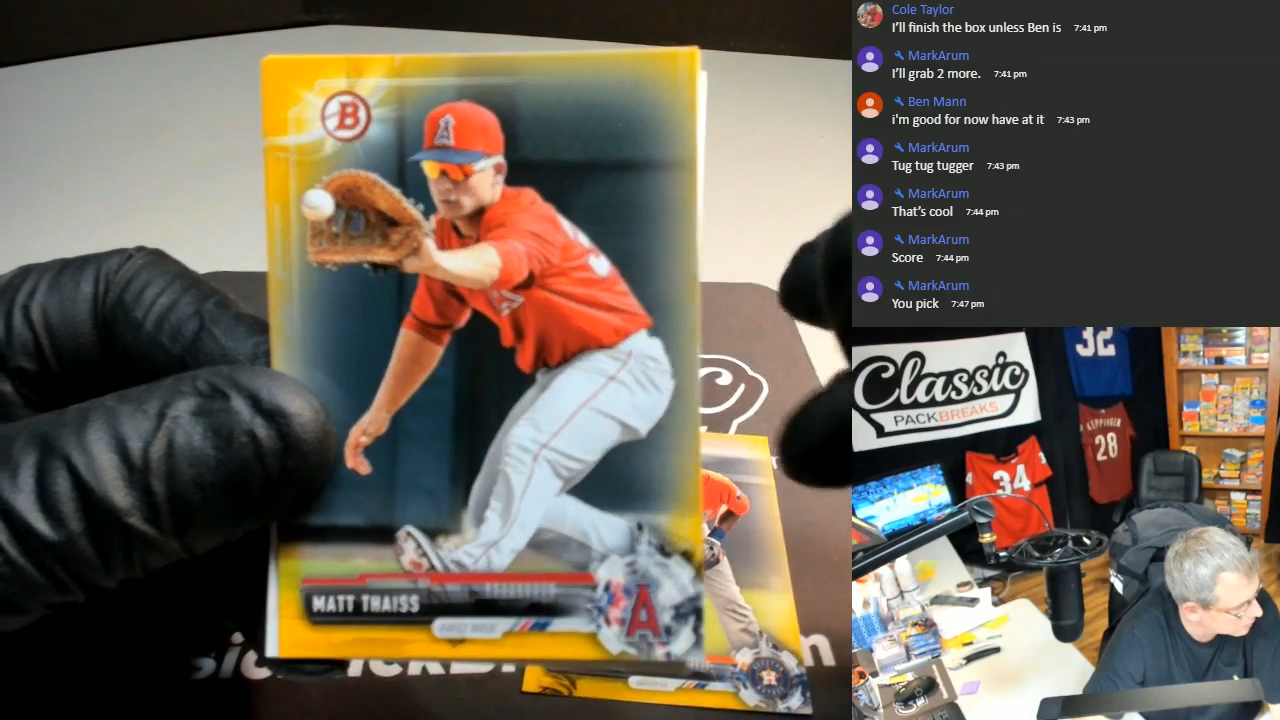 Cole Taylor
I'll finish the box unless Ben is 7:41 pm
MarkArum
I'll grab 2 more. 7:41 pm
Ben Mann
i'm good for now have at it 7:43 pm
MarkArum
Tug tug tugger 7:43 pm
MarkArum
That's cool 7:44 pm
MarkArum
Score 7:44 pm
MarkArum
You pick 7:47 pm
B
A
MATT THAISS
A
Classic
PACKBREAKS
32
KEPPINGER
28
34